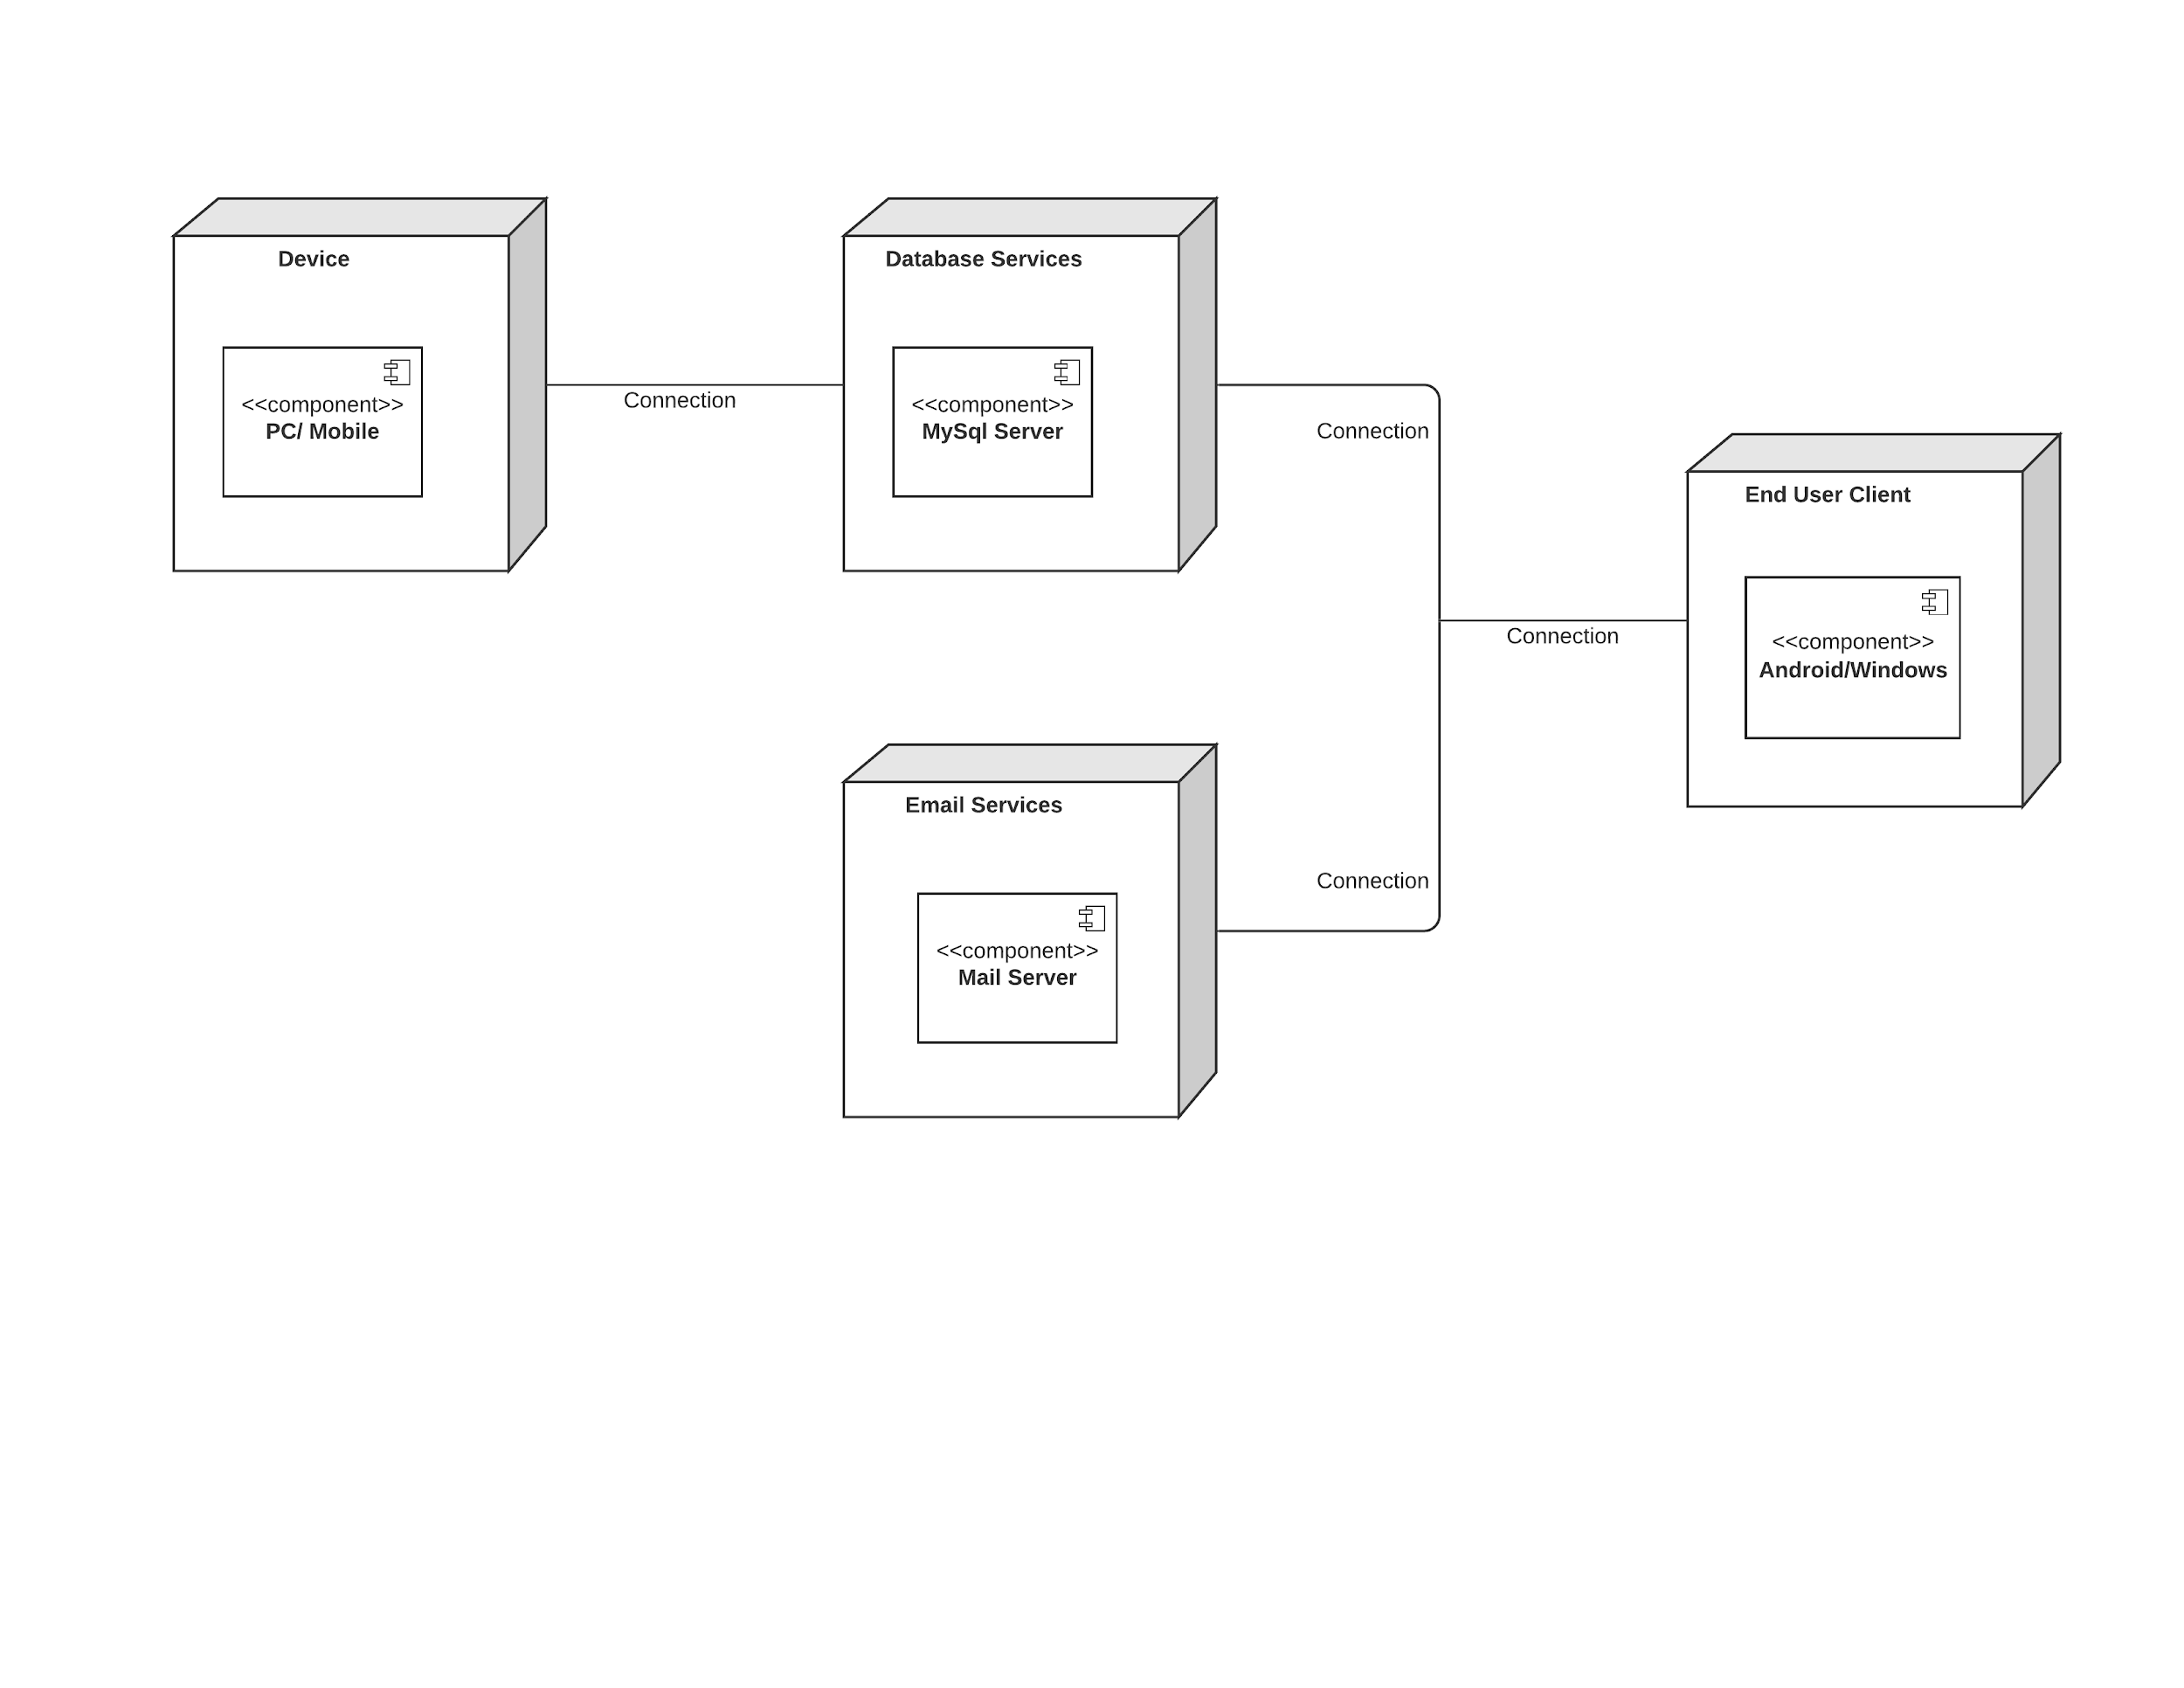 Device
<<component>>
PC/ Mobile
Connection
Database Services
<<component>>
MySql Server
Connection
End User Client
<<component>>
Android/Windows
Connection
Email Services
<<component>>
Mail Server
Connection